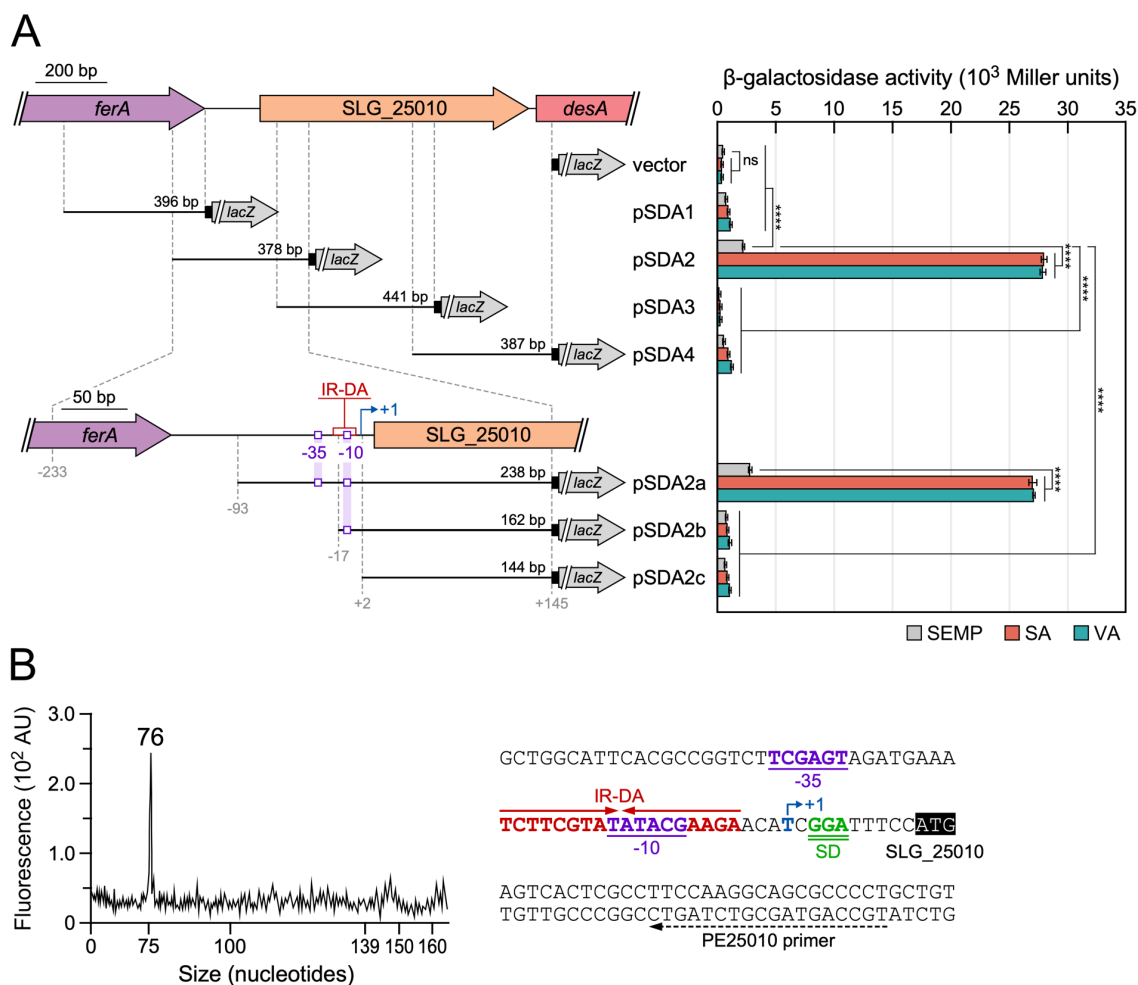 A
200 bp
ferA
SLG_25010
desA
β-galactosidase activity (10³ Miller units)
0 5 10 15 20 25 30 35
lacZ
vector
ns
396 bp
lacZ
pSDA1
****
378 bp
lacZ
pSDA2
****
441 bp
lacZ
pSDA3
****
387 bp
lacZ
pSDA4
****
50 bp
IR-DA
+1
ferA
SLG_25010
-35
-10
-233
238 bp
lacZ
pSDA2a
****
-93
162 bp
lacZ
pSDA2b
-17
144 bp
lacZ
pSDA2c
+2
+145
SEMP SA VA
B
Fluorescence (10² AU)
3.0
2.0
1.0
0
76
0 75 100 139 150 160
Size (nucleotides)
GCTGGCATTCACGCCGGTCTTCGAGTAGATGAAA
-35
IR-DA
+1
TCTTCGTATATACGAAGAACATCGGATTTCCATG
-10
SD
SLG_25010
AGTCACTCGCCTTCCAAGGCAGCGCCCCTGCTGT
TGTTGCCCGGCCTGATCTGCGATGACCGTATCTG
PE25010 primer